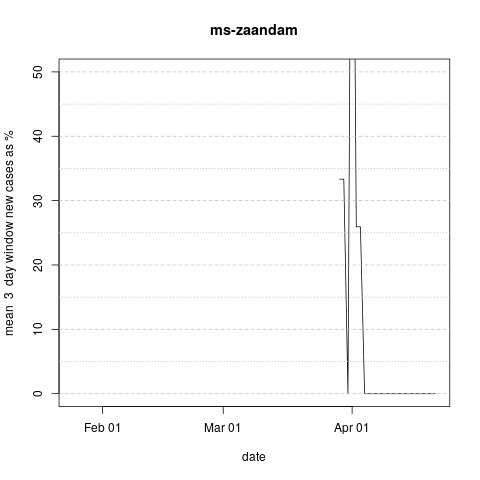 ms-zaandam
mean 3 day window new cases as %
50
40
30
20
10
0
Feb 01
Mar 01
Apr 01
date